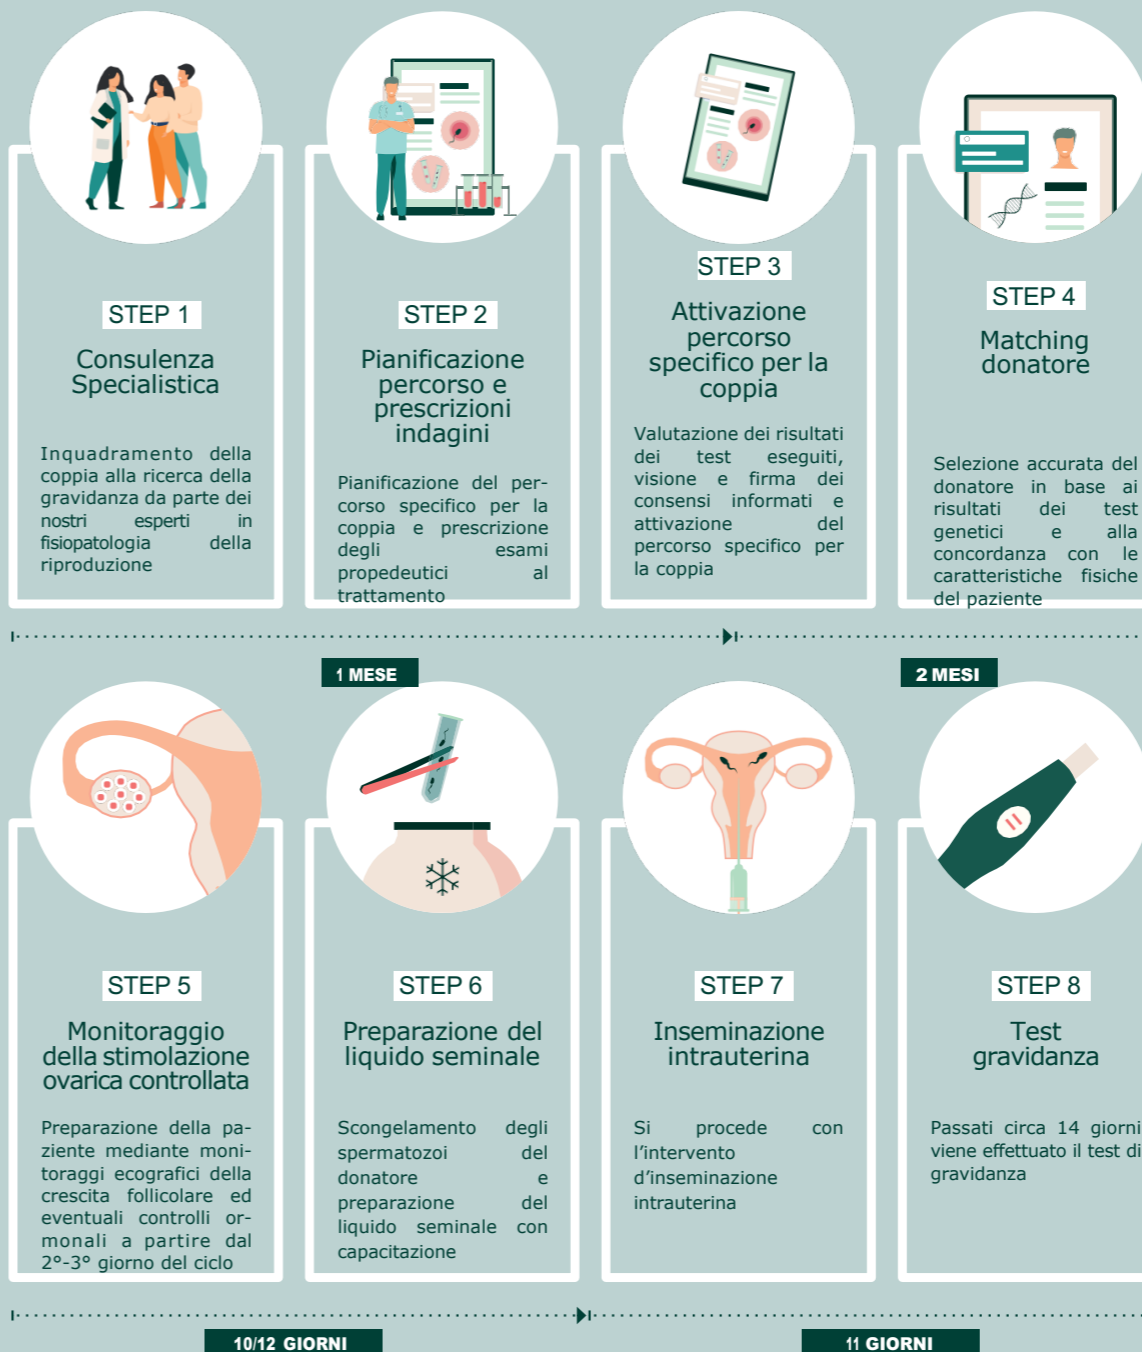 STEP 1
Consulenza
Specialistica
Inquadramento della
coppia alla ricerca della
gravidanza da parte dei
nostri esperti in
fisiopatologia della
riproduzione
STEP 2
Pianificazione
percorso e
prescrizioni
indagini
Pianificazione del per-
corso specifico per la
coppia e prescrizione
degli esami
propedeutici al
trattamento
STEP 3
Attivazione
percorso
specifico per la
coppia
Valutazione dei risultati
dei test eseguiti,
visione e firma dei
consensi informati e
attivazione del
percorso specifico per
la coppia
STEP 4
Matching
donatore
Selezione accurata del
donatore in base ai
risultati dei test
genetici e alla
concordanza con le
caratteristiche fisiche
del paziente
1 MESE
2 MESI
STEP 5
Monitoraggio
della stimolazione
ovarica controllata
Preparazione della pa-
ziente mediante moni-
toraggi ecografici della
crescita follicolare ed
eventuali controlli or-
monali a partire dal
2°-3° giorno del ciclo
STEP 6
Preparazione del
liquido seminale
Scongelamento degli
spermatozoi del
donatore e
preparazione del
liquido seminale con
capacitazione
STEP 7
Inseminazione
intrauterina
Si procede con
l'intervento
d'inseminazione
intrauterina
STEP 8
Test
gravidanza
Passati circa 14 giorni
viene effettuato il test di
gravidanza
10/12 GIORNI
11 GIORNI